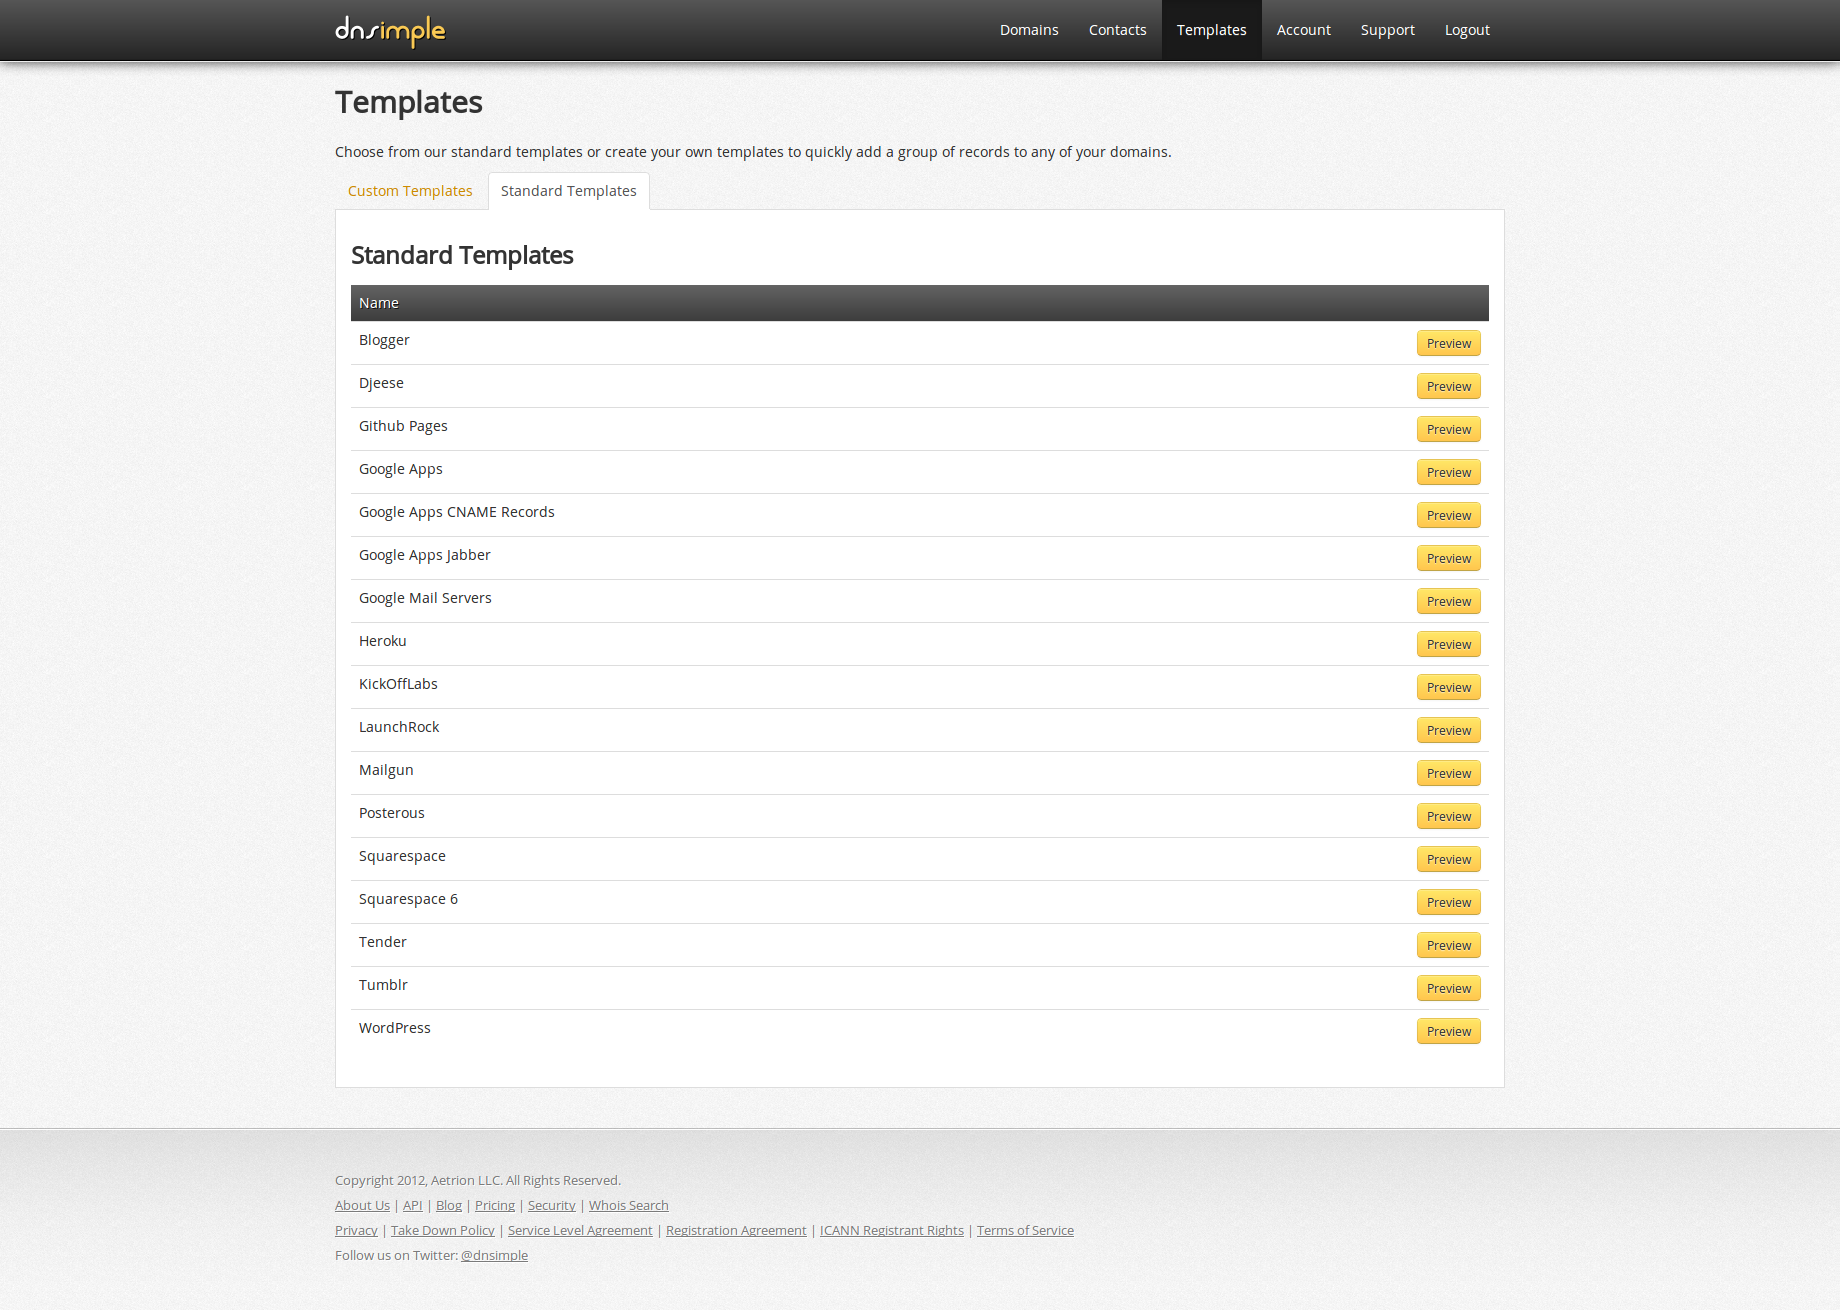 dnsimple Domains Contacts Templates Account Support Logout
Templates
Choose from our standard templates or create your own templates to quickly add a group of records to any of your domains.
Custom Templates Standard Templates
Standard Templates
Name
Blogger Preview
Djeese Preview
Github Pages Preview
Google Apps Preview
Google Apps CNAME Records Preview
Google Apps Jabber Preview
Google Mail Servers Preview
Heroku Preview
KickOffLabs Preview
LaunchRock Preview
Mailgun Preview
Posterous Preview
Squarespace Preview
Squarespace 6 Preview
Tender Preview
Tumblr Preview
WordPress Preview
Copyright 2012, Aetrion LLC. All Rights Reserved.
About Us | API | Blog | Pricing | Security | Whois Search
Privacy | Take Down Policy | Service Level Agreement | Registration Agreement | ICANN Registrant Rights | Terms of Service
Follow us on Twitter: @dnsimple